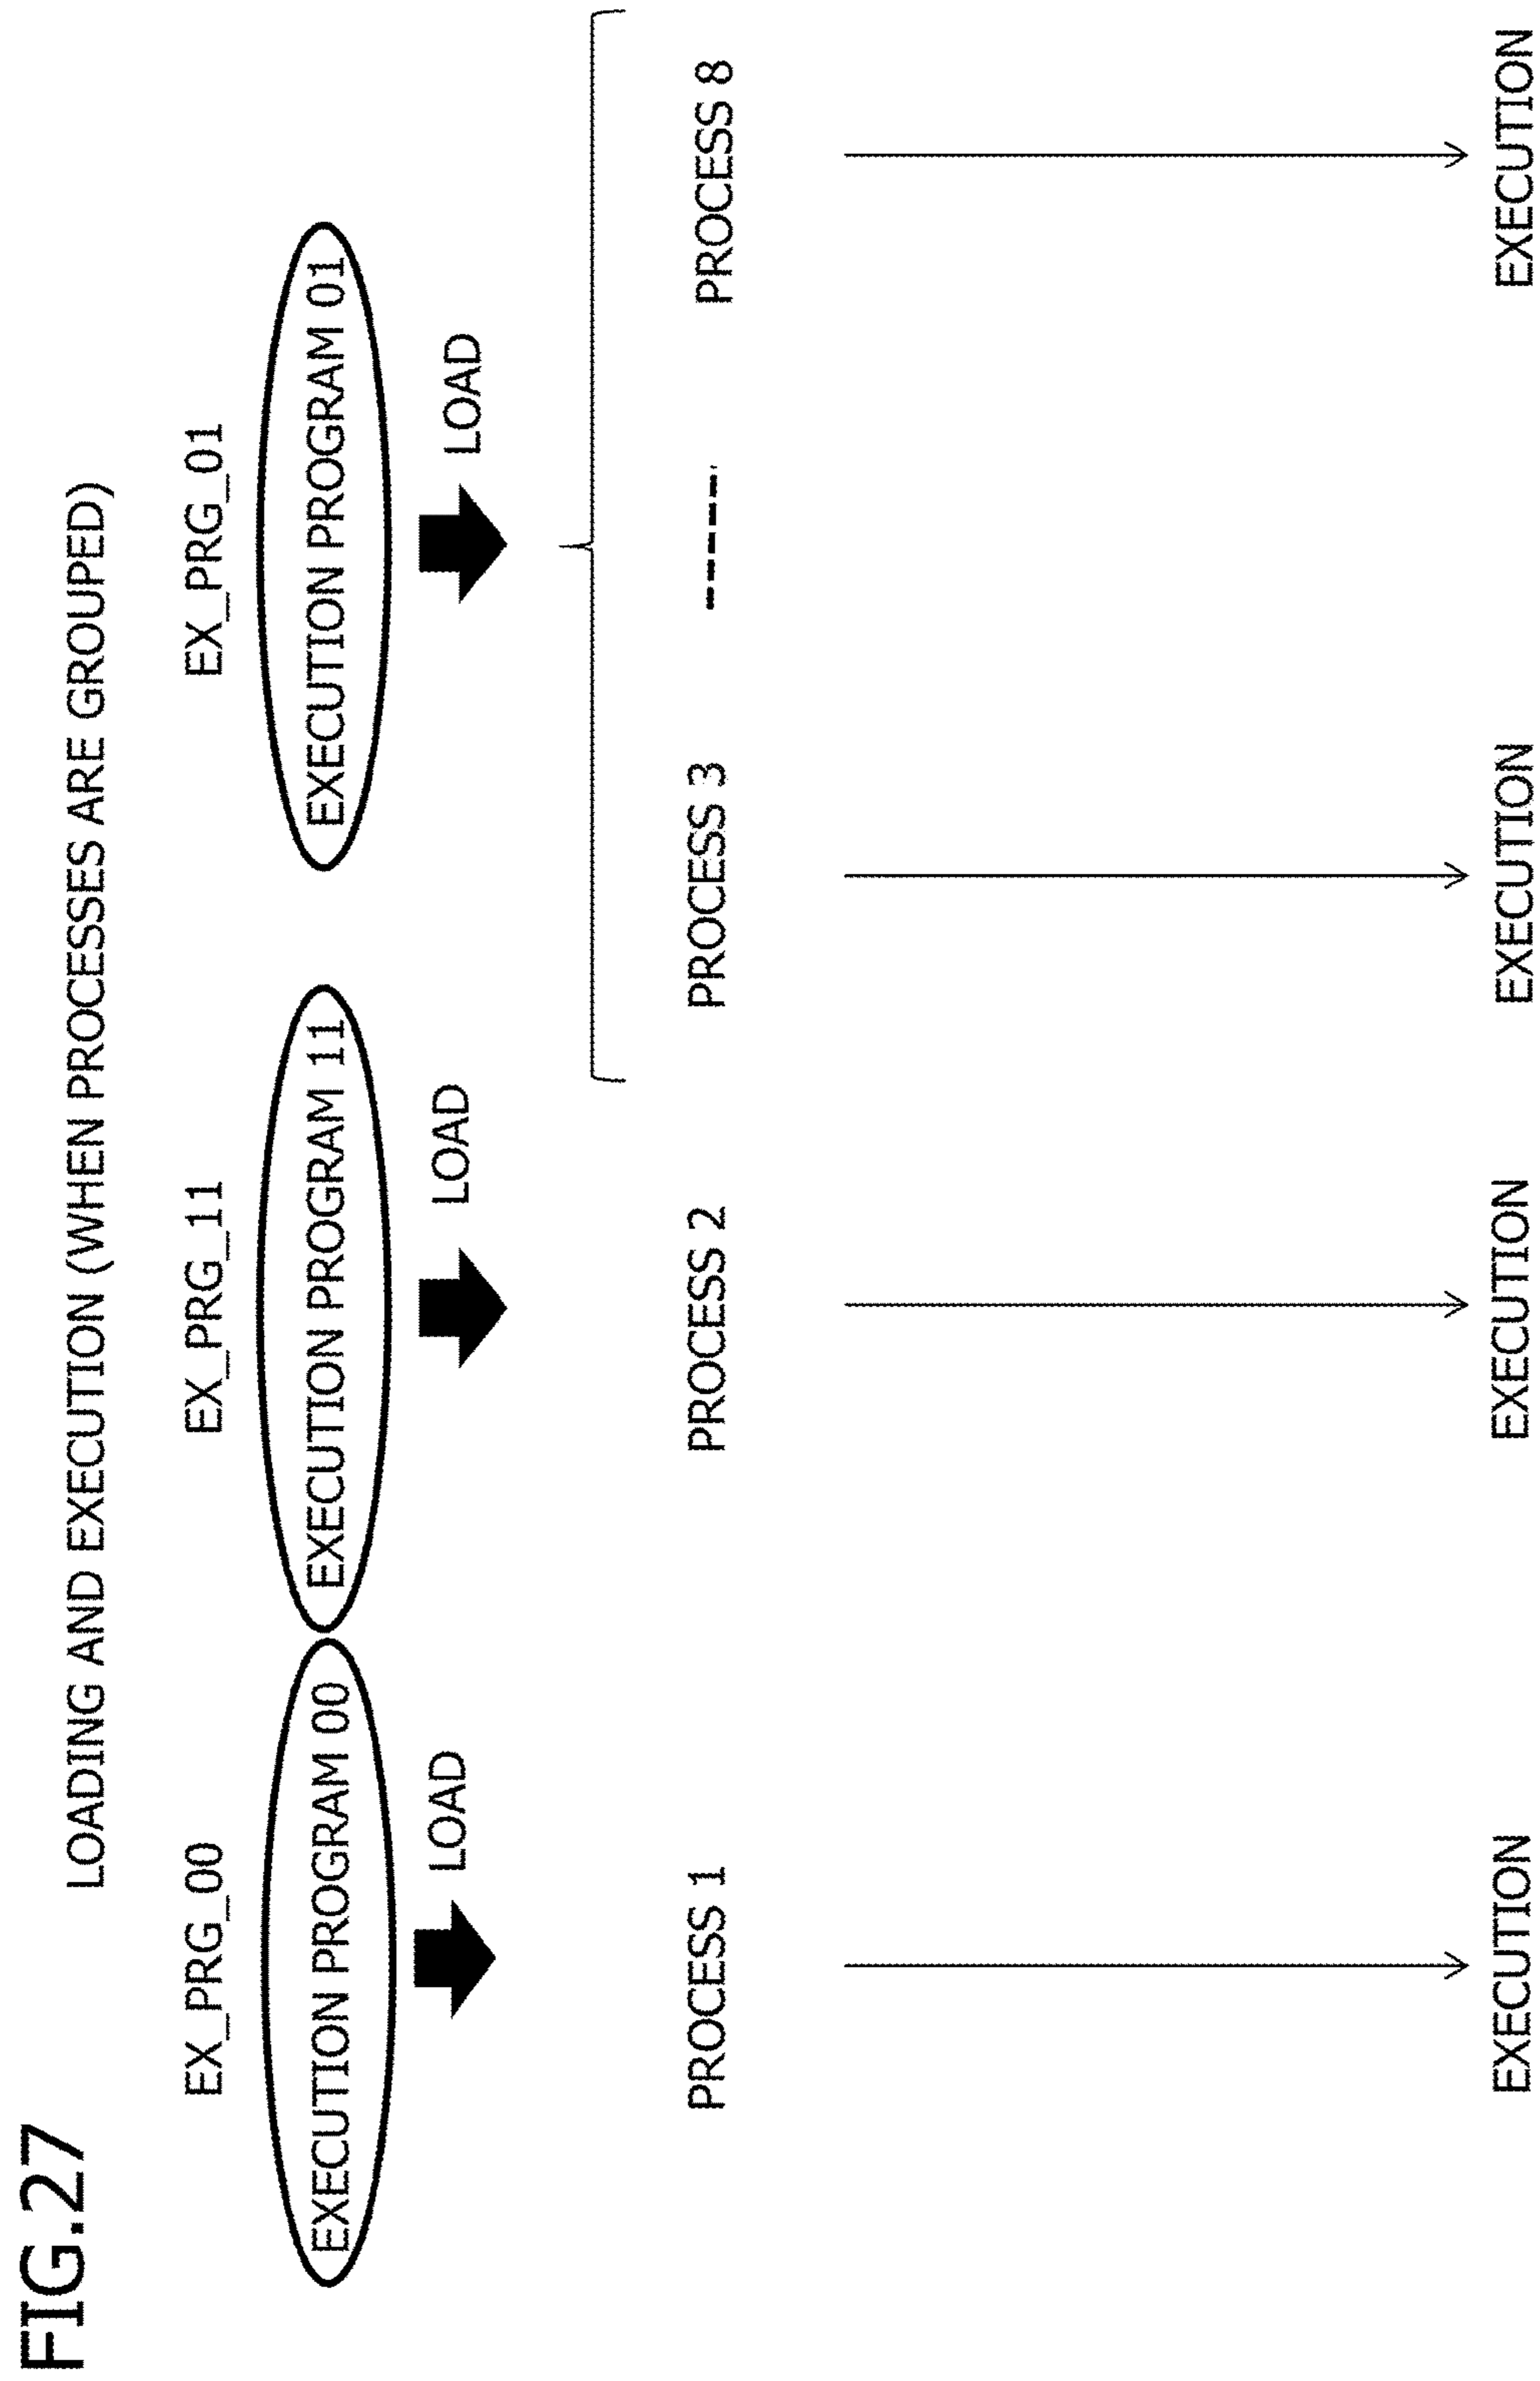 FIG.27
LOADING AND EXECUTION (WHEN PROCESSES ARE GROUPED)
EX_PRG_00 EX_PRG_11 EX_PRG_01
EXECUTION PROGRAM 00 EXECUTION PROGRAM 11 EXECUTION PROGRAM 01
LOAD LOAD LOAD
PROCESS 1 PROCESS 2 PROCESS 3 PROCESS 8
EXECUTION EXECUTION EXECUTION EXECUTION